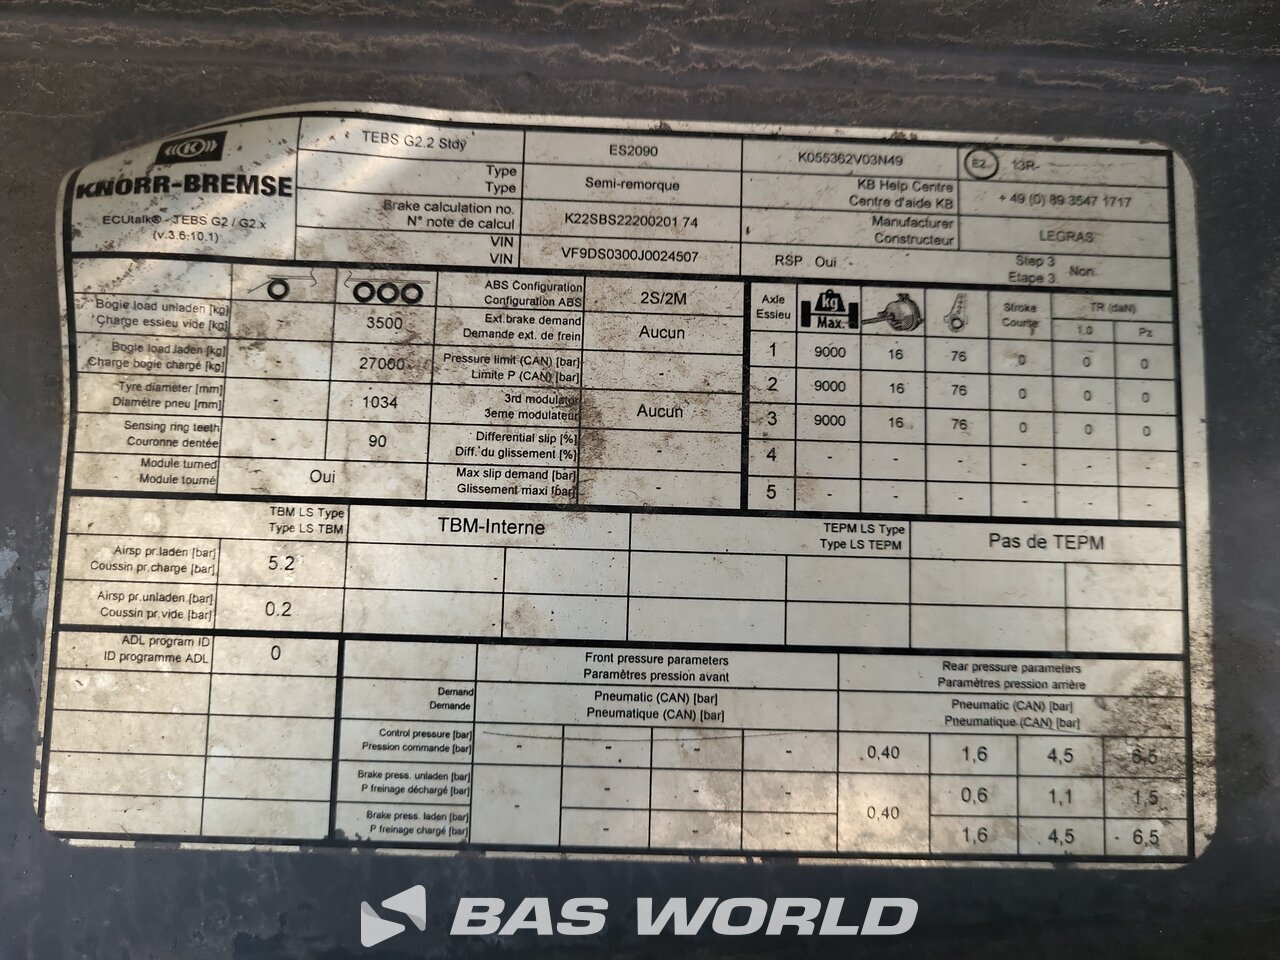 K
KNORR-BREMSE
ECUtalk® - TEBS G2 / G2.x
(v.3.6.10.1)
TEBS G2.2 Stdy ES2090 K055362V03N49 E2 13R-
Type
Type Semi-remorque KB Help Centre
Centre d'aide KB + 49 (0) 89 3547 1717
Brake calculation no.
N° note de calcul K22SBS22200201.74 Manufacturer
Constructeur LEGRAS
VIN
VIN VF9DS0300J0024507 RSP Oui Step 3
Etape 3 Non
Bogie load unladen [kg]
Charge essieu vide [kg] - 3500
Bogie load laden [kg]
Charge bogie chargé [kg] - 27000
Tyre diameter [mm]
Diamètre pneu [mm] - 1034
Sensing ring teeth
Couronne dentée - 90
Module turned
Module tourné Oui
ABS Configuration
Configuration ABS 2S/2M
Ext.brake demand
Demande ext. de frein Aucun
Pressure limit (CAN) [bar]
Limite P (CAN) [bar] -
3rd modulator
3eme modulateur Aucun
Differential slip [%]
Diff. du glissement [%] -
Max slip demand [bar]
Glissement maxi [bar] -
Axle
Essieu kg
Max. Stroke
Course TR (daN)
1.0 Pz
1 9000 16 76 0 0 0
2 9000 16 76 0 0 0
3 9000 16 76 0 0 0
4 - - - - - -
5 - - - - - -
TBM LS Type
Type LS TBM TBM-Interne TEPM LS Type
Type LS TEPM Pas de TEPM
Airsp pr.laden [bar]
Coussin pr.charge [bar] 5.2
Airsp pr.unladen [bar]
Coussin pr.vide [bar] 0.2
ADL program ID
ID programme ADL 0
Front pressure parameters
Paramètres pression avant
Rear pressure parameters
Paramètres pression arrière
Demand
Demande Pneumatic (CAN) [bar]
Pneumatique (CAN) [bar] Pneumatic (CAN) [bar]
Pneumatique (CAN) [bar]
Control pressure [bar]
Pression commande [bar] - - - - 0,40 1,6 4,5 6,5
Brake press. unladen [bar]
P freinage déchargé [bar] - - - - 0,40 0,6 1,1 1,5
Brake press. laden [bar]
P freinage chargé [bar] - - - 1,6 4,5 6,5
BAS WORLD